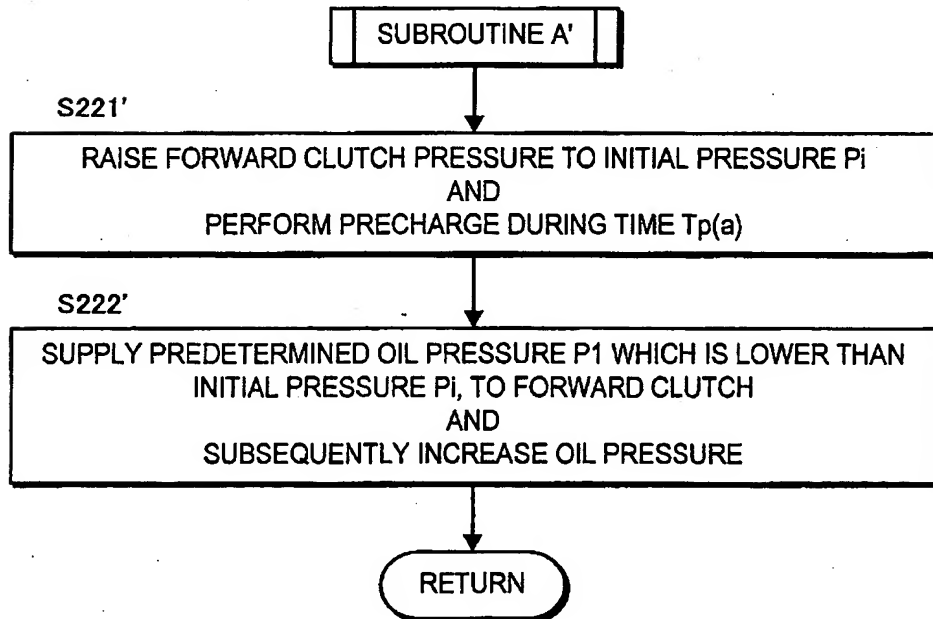 SUBROUTINE A'
S221'
RAISE FORWARD CLUTCH PRESSURE TO INITIAL PRESSURE Pi
AND
PERFORM PRECHARGE DURING TIME Tp(a)
S222'
SUPPLY PREDETERMINED OIL PRESSURE P1 WHICH IS LOWER THAN
INITIAL PRESSURE Pi, TO FORWARD CLUTCH
AND
SUBSEQUENTLY INCREASE OIL PRESSURE
RETURN